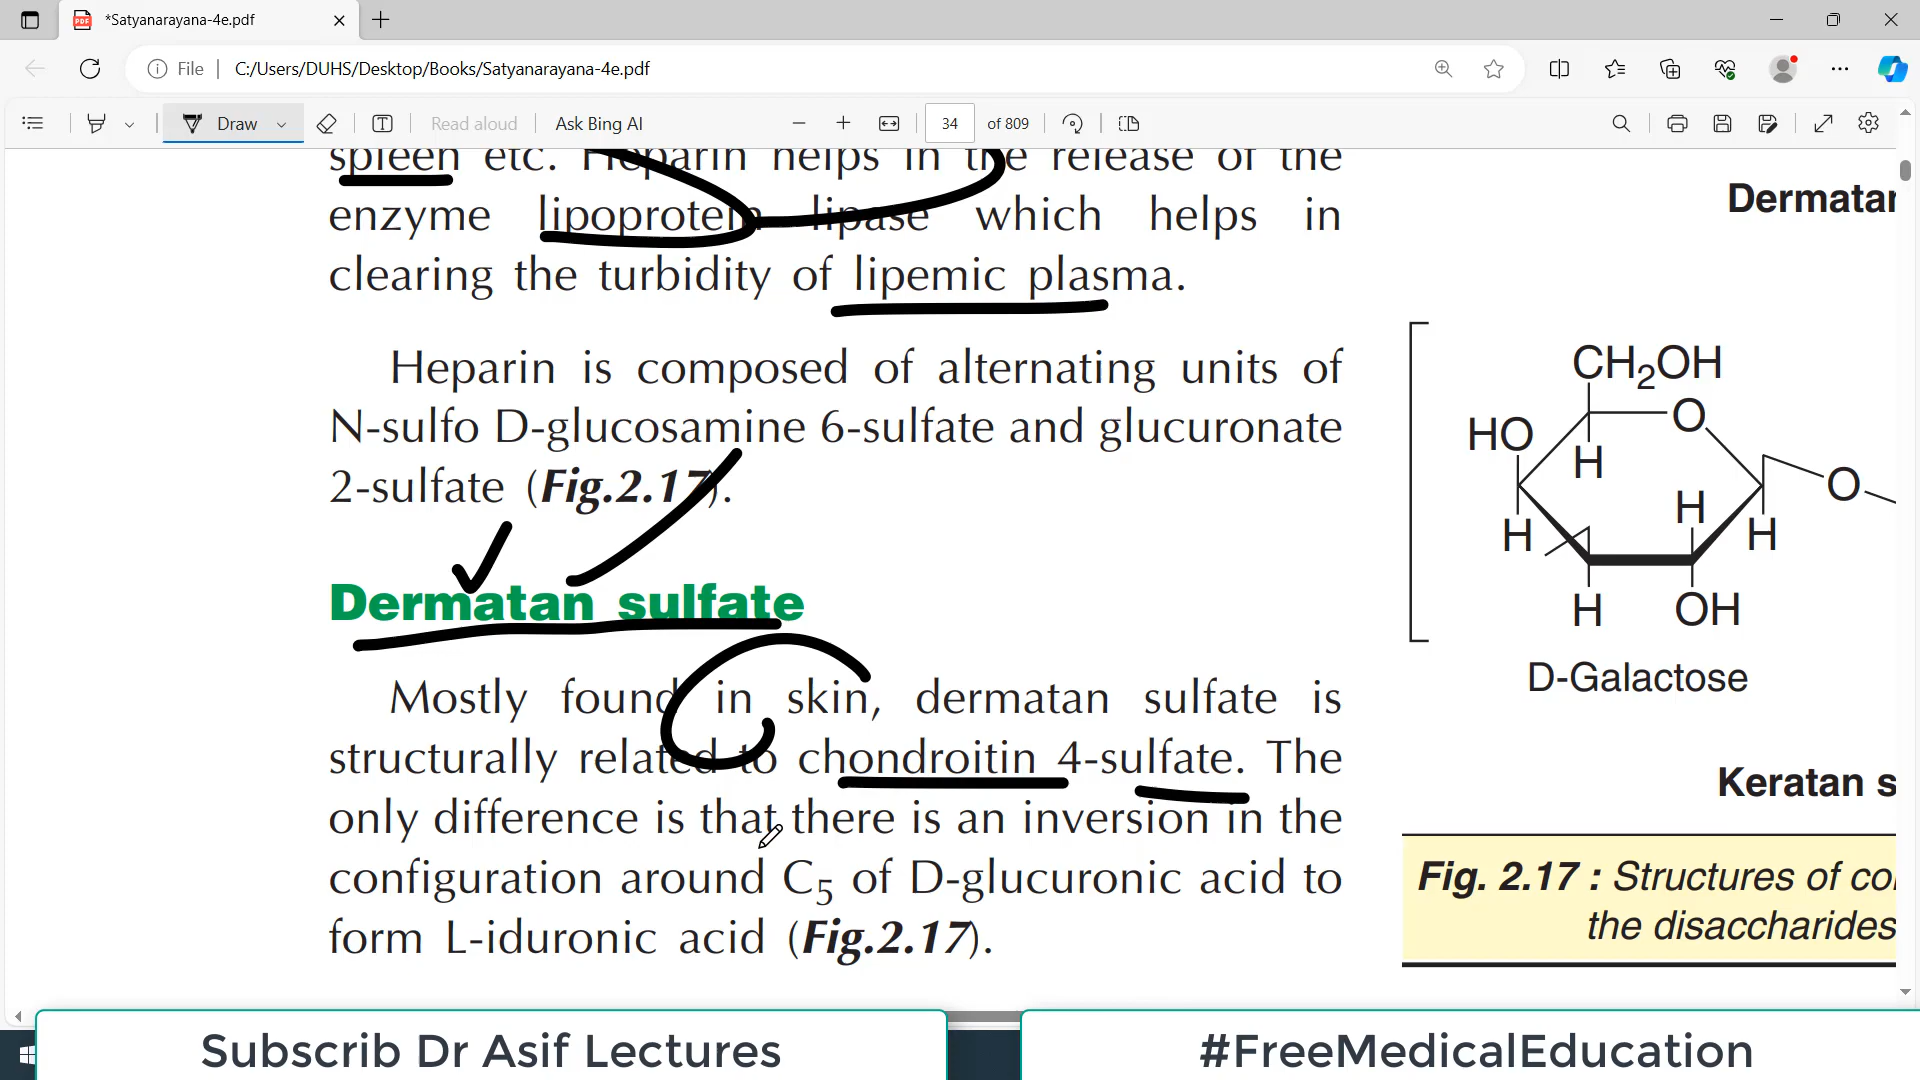 *Satyanarayana-4e.pdf
File
C:/Users/DUHS/Desktop/Books/Satyanarayana-4e.pdf
Draw
Read aloud
Ask Bing AI
34
of 809
spleen etc. Heparin helps in the release of the
enzyme lipoprotein lipase which helps in
clearing the turbidity of lipemic plasma.
Heparin is composed of alternating units of
N-sulfo D-glucosamine 6-sulfate and glucuronate
2-sulfate (Fig.2.17).
Dermatan sulfate
Mostly found in skin, dermatan sulfate is
structurally related to chondroitin 4-sulfate. The
only difference is that there is an inversion in the
configuration around C5 of D-glucuronic acid to
form L-iduronic acid (Fig.2.17).
Dermatan
CH2OH
O
HO
H
O
H
H
H
H
OH
D-Galactose
Keratan s
Fig. 2.17 : Structures of co
the disaccharides
Subscrib Dr Asif Lectures
#FreeMedicalEducation